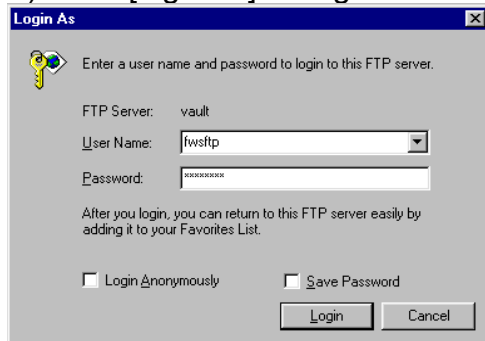 Login As
Enter a user name and password to login to this FTP server.
FTP Server: vault
User Name: fwsftp
Password: ********
After you login, you can return to this FTP server easily by
adding it to your Favorites List.
Login Anonymously Save Password
Login Cancel